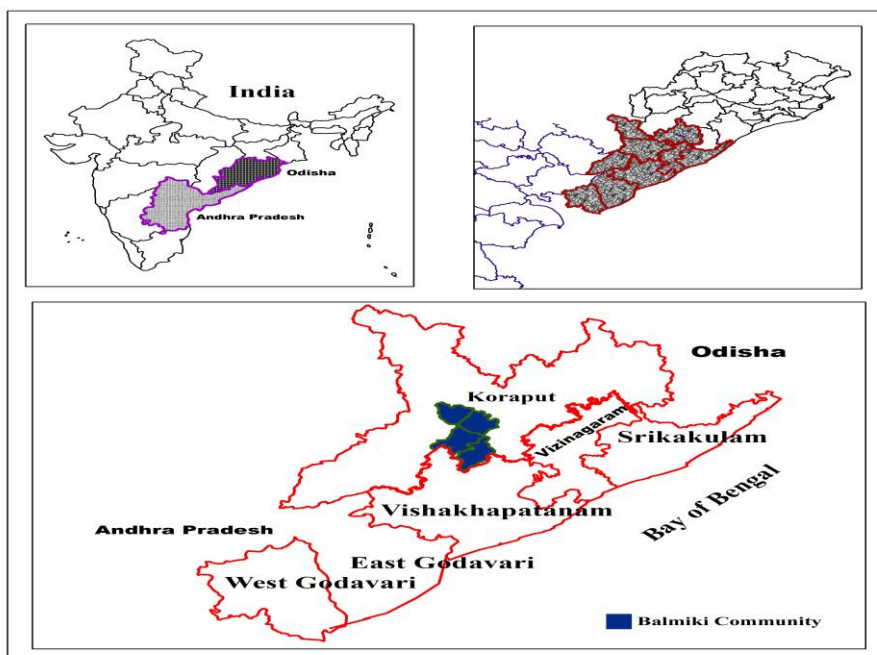 India
Odisha
Andhra Pradesh
Odisha
Koraput
Vizinagaram
Srikakulam
Vishakhapatanam
Bay of Bengal
Andhra Pradesh
East Godavari
West Godavari
Balmiki Community